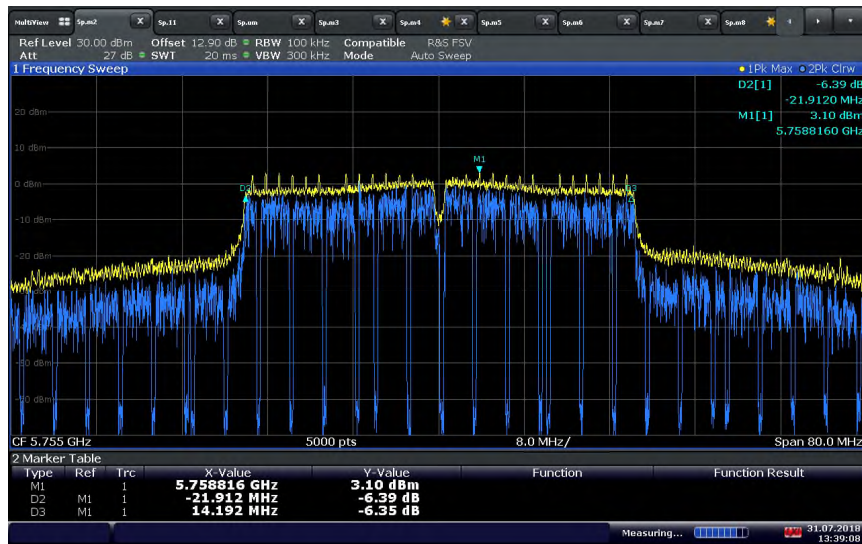 MultiView Sp.m2 X Sp.11 X Sp.um X Sp.m3 X Sp.m4 X Sp.m5 X Sp.m6 X Sp.m7 X Sp.m8
Ref Level 30.00 dBm Offset 12.90 dB RBW 100 kHz Compatible R&S FSV
Att 27 dB SWT 20 ms VBW 300 kHz Mode Auto Sweep
1 Frequency Sweep 1Pk Max 2Pk Clrw
D2[1] -6.39 dB
-21.9120 MHz
M1[1] 3.10 dBm
5.7588160 GHz
20 dBm
10 dBm
M1
0 dBm
D2 D3
-10 dBm
-20 dBm
CF 5.755 GHz 5000 pts 8.0 MHz/ Span 80.0 MHz
2 Marker Table
Type Ref Trc X-Value Y-Value Function Function Result
M1 1 5.758816 GHz 3.10 dBm
D2 M1 1 -21.912 MHz -6.39 dB
D3 M1 1 14.192 MHz -6.35 dB
Measuring... 31.07.2018
13:39:08